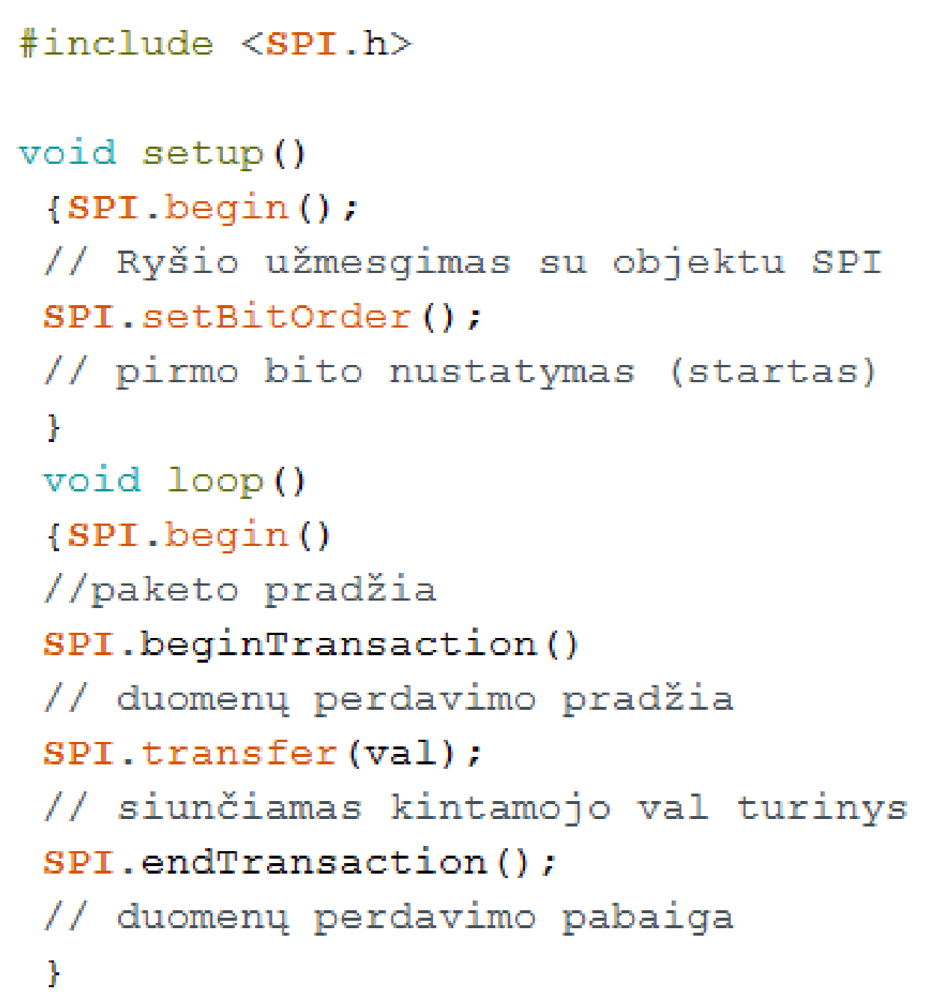 #include <SPI.h>
void setup()
{SPI.begin();
// Ryšio užmesgimas su objektu SPI
SPI.setBitOrder();
// pirmo bito nustatymas (startas)
}
void loop()
{SPI.begin()
//paketo pradžia
SPI.beginTransaction()
// duomenų perdavimo pradžia
SPI.transfer(val);
// siunčiamas kintamojo val turinys
SPI.endTransaction();
// duomenų perdavimo pabaiga
}